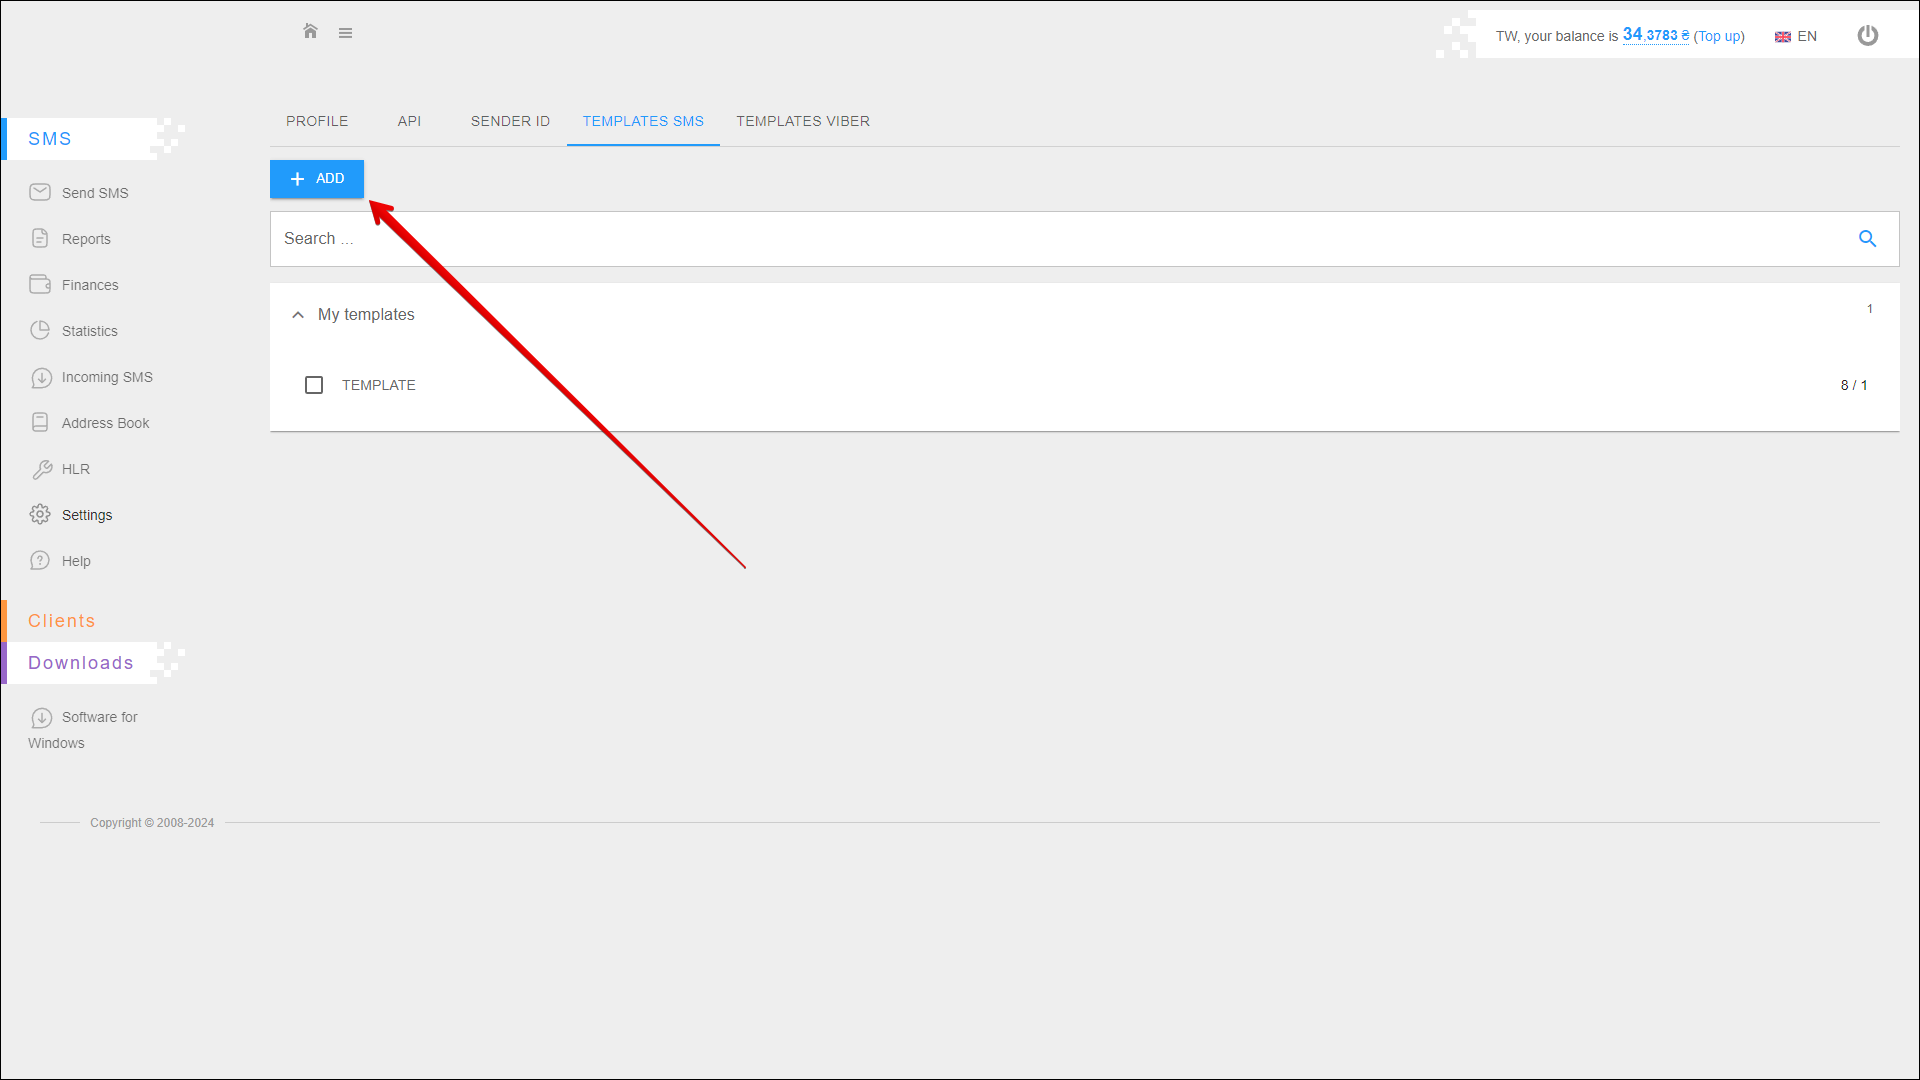 TW, your balance is 34,3783 ₴ (Top up) EN
SMS
Send SMS
Reports
Finances
Statistics
Incoming SMS
Address Book
HLR
Settings
Help
Clients
Downloads
Software for
Windows
PROFILE API SENDER ID TEMPLATES SMS TEMPLATES VIBER
ADD
Search ...
My templates 1
TEMPLATE 8 / 1
Copyright © 2008-2024